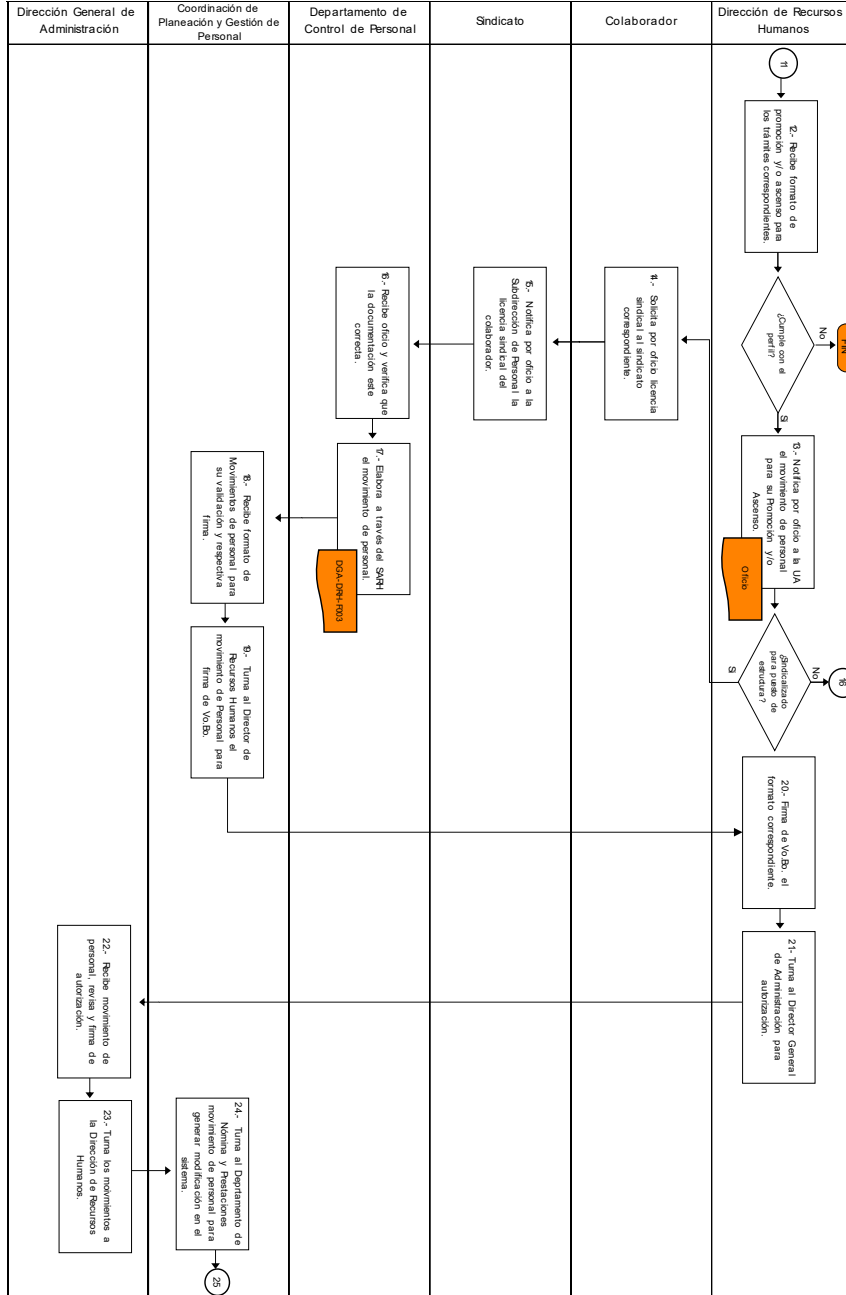 Dirección General de
Administración
Coordinación de
Planeación y Gestión de
Personal
Departamento de
Control de Personal
Sindicato
Colaborador
Dirección de Recursos
Humanos
11
12.- Recibe formato de
promoción y/o ascenso para
los trámites correspondientes.
¿Cumple con el
perfil?
No
FIN
Si
13.- Notifica por oficio a la UA
el movimiento de personal
para su Promoción y/o
Ascenso.
Oficio
¿Sindicalizado
para puesto de
estructura?
No
16
Si
14.- Solicita por oficio licencia
sindical al sindicato
correspondiente.
15.- Notifica por oficio a la
Subdirección de Personal la
licencia sindical del
colaborador.
16.- Recibe oficio y verifica que
la documentación este
correcta.
17.- Elabora a través del SARH
el movimiento de personal.
DGA-DRH-F003
18.- Recibe formato de
Movimientos de personal para
su validación y respectiva
firma.
19.- Turna al Director de
Recursos Humanos el
movimiento de Personal para
firma de Vo.Bo.
20.- Firma de Vo.Bo. el
formato correspondiente.
21- Turna al Director General
de Administración para
autorización.
22.- Recibe movimiento de
personal, revisa y firma de
autorización.
23.- Turna los moivmientos a
la Dirección de Recursos
Humanos.
24.- Turna al Deprtamento de
Nómina y Prestaciones
movimiento de personal para
generar modificación en el
sistema.
25